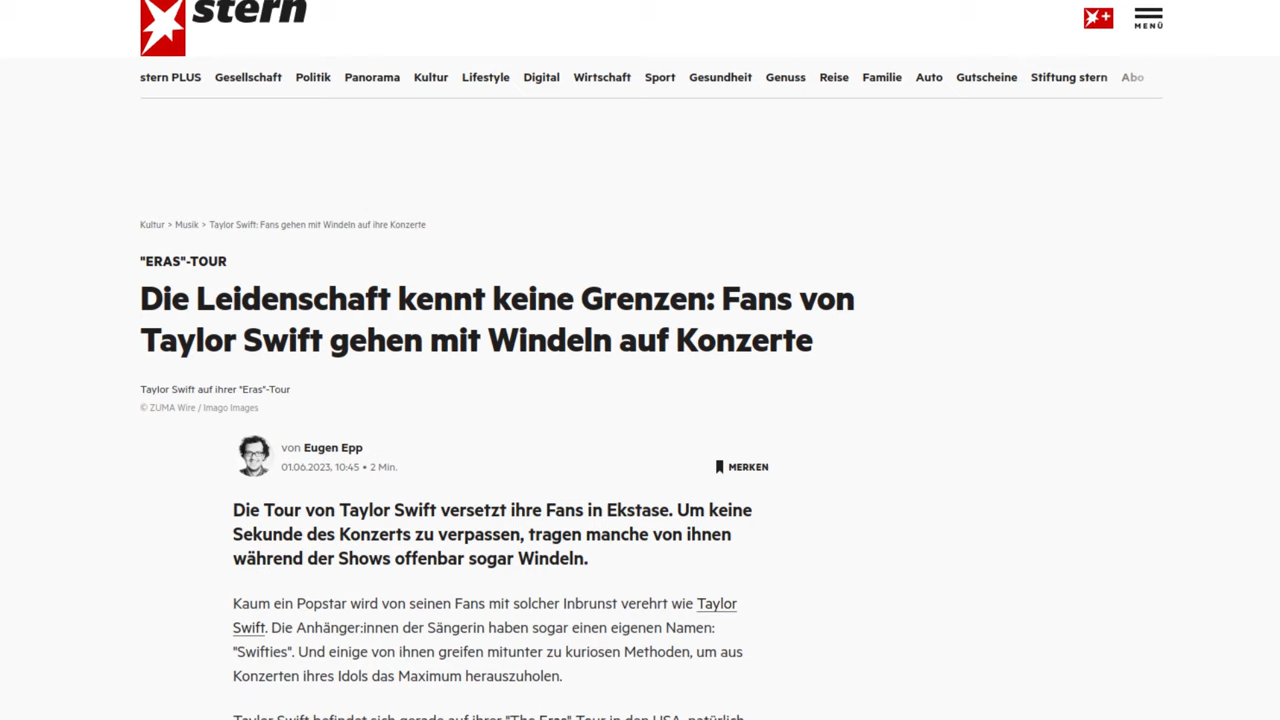 stern
MENÜ
stern PLUS Gesellschaft Politik Panorama Kultur Lifestyle Digital Wirtschaft Sport Gesundheit Genuss Reise Familie Auto Gutscheine Stiftung stern Abo
Kultur > Musik > Taylor Swift: Fans gehen mit Windeln auf ihre Konzerte
"ERAS"-TOUR
Die Leidenschaft kennt keine Grenzen: Fans von
Taylor Swift gehen mit Windeln auf Konzerte
Taylor Swift auf ihrer "Eras"-Tour
© ZUMA Wire / Imago Images
von Eugen Epp
01.06.2023, 10:45 • 2 Min.
MERKEN
Die Tour von Taylor Swift versetzt ihre Fans in Ekstase. Um keine
Sekunde des Konzerts zu verpassen, tragen manche von ihnen
während der Shows offenbar sogar Windeln.
Kaum ein Popstar wird von seinen Fans mit solcher Inbrunst verehrt wie Taylor
Swift. Die Anhänger:innen der Sängerin haben sogar einen eigenen Namen:
"Swifties". Und einige von ihnen greifen mitunter zu kuriosen Methoden, um aus
Konzerten ihres Idols das Maximum herauszuholen.
Taylor Swift befindet sich gerade auf ihrer "The Eras"-Tour in den USA, natürlich